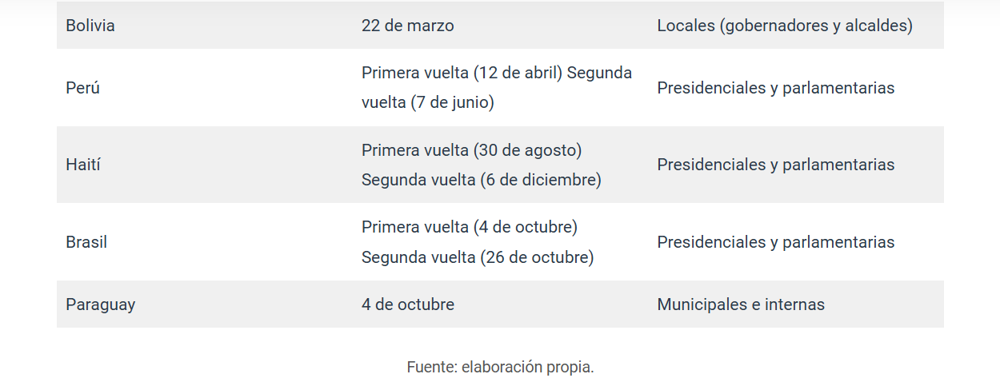 Bolivia 22 de marzo Locales (gobernadores y alcaldes)
Perú Primera vuelta (12 de abril) Segunda vuelta (7 de junio) Presidenciales y parlamentarias
Haití Primera vuelta (30 de agosto) Segunda vuelta (6 de diciembre) Presidenciales y parlamentarias
Brasil Primera vuelta (4 de octubre) Segunda vuelta (26 de octubre) Presidenciales y parlamentarias
Paraguay 4 de octubre Municipales e internas
Fuente: elaboración propia.